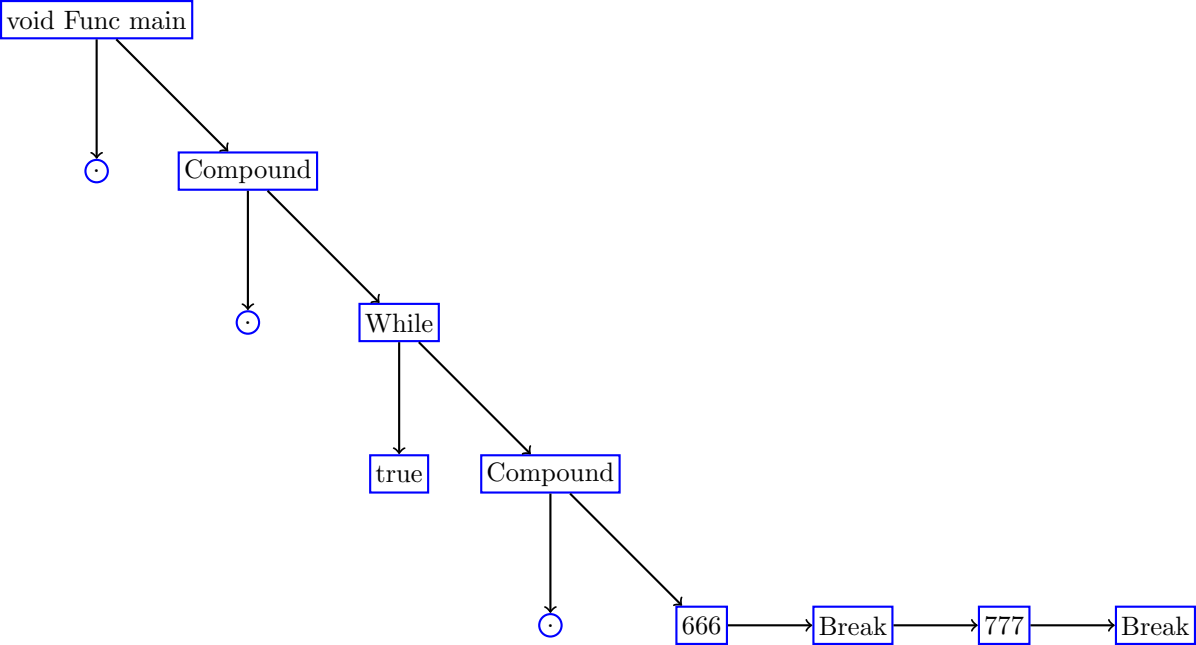 void Func main
·
Compound
·
While
true
Compound
·
666
Break
777
Break